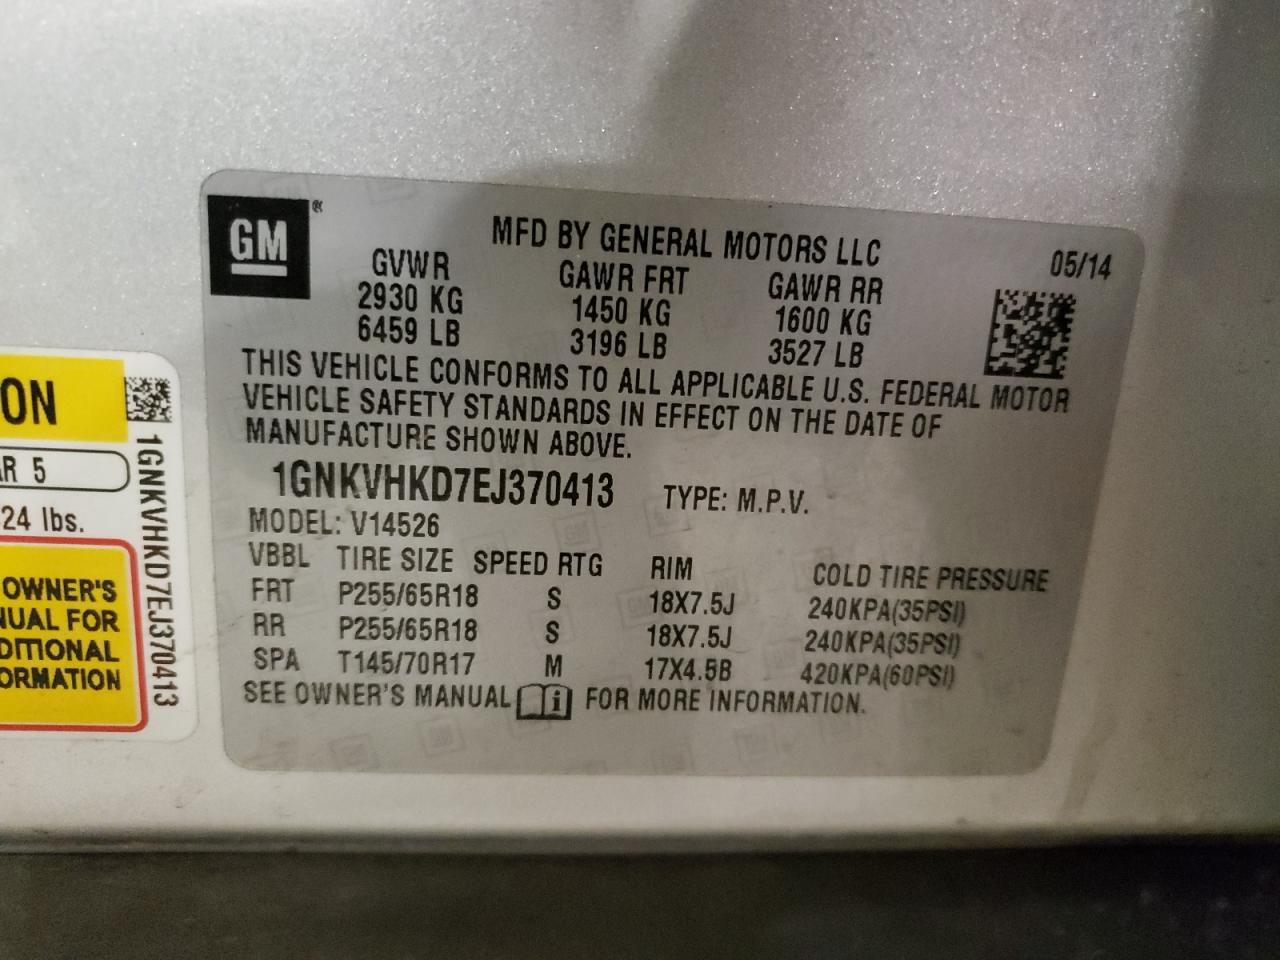 GM ®
MFD BY GENERAL MOTORS LLC 05/14
GVWR GAWR FRT GAWR RR
2930 KG 1450 KG 1600 KG
6459 LB 3196 LB 3527 LB
THIS VEHICLE CONFORMS TO ALL APPLICABLE U.S. FEDERAL MOTOR
VEHICLE SAFETY STANDARDS IN EFFECT ON THE DATE OF
MANUFACTURE SHOWN ABOVE.
1GNKVHKD7EJ370413 TYPE: M.P.V.
MODEL: V14526
VBBL TIRE SIZE SPEED RTG RIM COLD TIRE PRESSURE
FRT P255/65R18 S 18X7.5J 240KPA(35PSI)
RR P255/65R18 S 18X7.5J 240KPA(35PSI)
SPA T145/70R17 M 17X4.5B 420KPA(60PSI)
SEE OWNER'S MANUAL FOR MORE INFORMATION.
ON
R 5
24 lbs.
OWNER'S
NUAL FOR
DITIONAL
ORMATION
1GNKVHKD7EJ370413